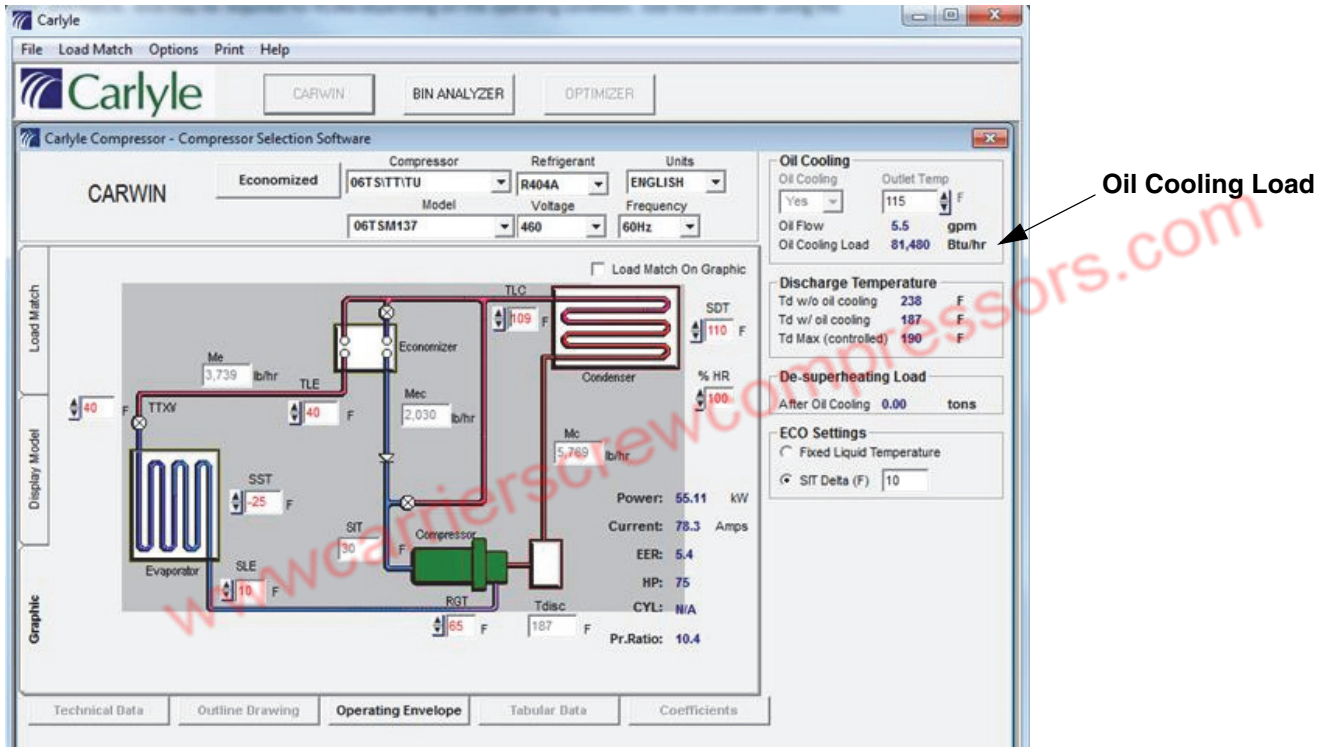 Carlyle
File Load Match Options Print Help
Carlyle CARWIN BIN ANALYZER OPTIMIZER
Carlyle Compressor - Compressor Selection Software
CARWIN
Economized
Compressor Refrigerant Units
06TS\TT\TU R404A ENGLISH
Model Voltage Frequency
06TSM137 460 60Hz
Oil Cooling
Oil Cooling Outlet Temp
Yes 115 F
Oil Flow 5.5 gpm
Oil Cooling Load 81,480 Btu/hr
Oil Cooling Load
Discharge Temperature
Td w/o oil cooling 238 F
Td w/ oil cooling 187 F
Td Max (controlled) 190 F
De-superheating Load
After Oil Cooling 0.00 tons
ECO Settings
Fixed Liquid Temperature
SIT Delta (F) 10
Load Match
Display Model
Graphic
Load Match On Graphic
TLC
109 F
SDT
110 F
Economizer
Condenser
% HR
100
Me
3,739 lb/hr
TLE
40 F
40 F TTXV
Mec
2,030 lb/hr
Mc
5,769 lb/hr
SST
-25 F
SIT
30 F
Compressor
Evaporator
SLE
10 F
RGT
65 F
Tdisc
187 F
Power: 55.11 kW
Current: 78.3 Amps
EER: 5.4
HP: 75
CYL: N/A
Pr.Ratio: 10.4
Technical Data Outline Drawing Operating Envelope Tabular Data Coefficients
www.carrierscrewcompressors.com